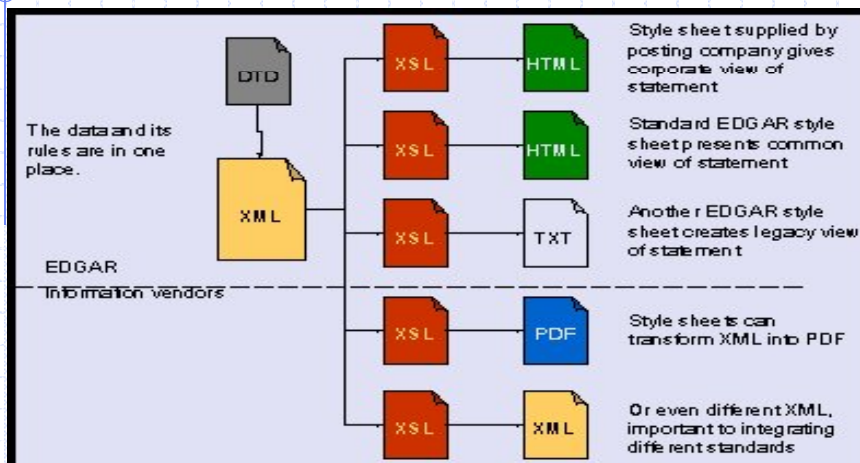 DTD
The data and its
rules are in one
place.
XML
EDGAR
Information vendors
XSL
HTML
Style sheet supplied by
posting company gives
corporate view of
statement
XSL
HTML
Standard EDGAR style
sheet presents common
view of statement
XSL
TXT
Another EDGAR style
sheet creates legacy view
of statement
XSL
PDF
Style sheets can
transform XML into PDF
XSL
XML
Or even different XML,
important to integrating
different standards